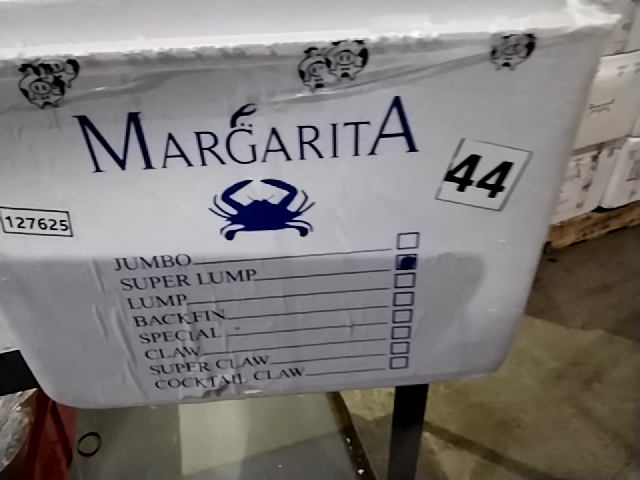 MARGARITA
44
127625
JUMBO
SUPER LUMP
LUMP
BACKFIN
SPECIAL
CLAW
SUPER CLAW
COCKTAIL CLAW